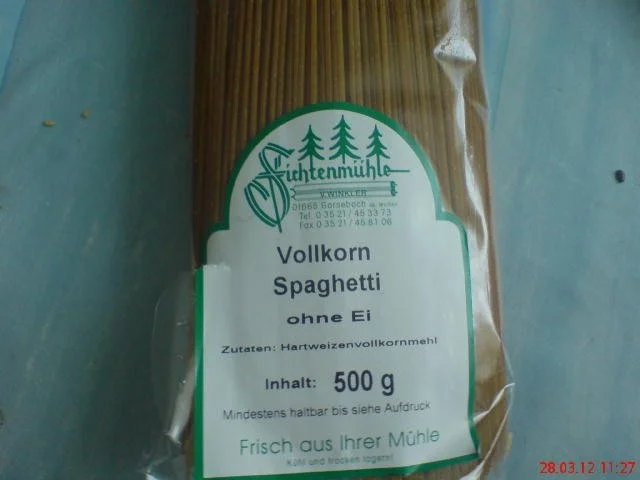 Fichtenmühle
V. WINKLER
01665 Garsebach
Tel. 0 35 21 / 45 33 73
Fax 0 35 21 / 45 81 06
Vollkorn
Spaghetti
ohne Ei
Zutaten: Hartweizenvollkornmehl
Inhalt: 500 g
Mindestens haltbar bis siehe Aufdruck
Frisch aus Ihrer Mühle
Kühl und trocken lagern!
28.03.12 11:27